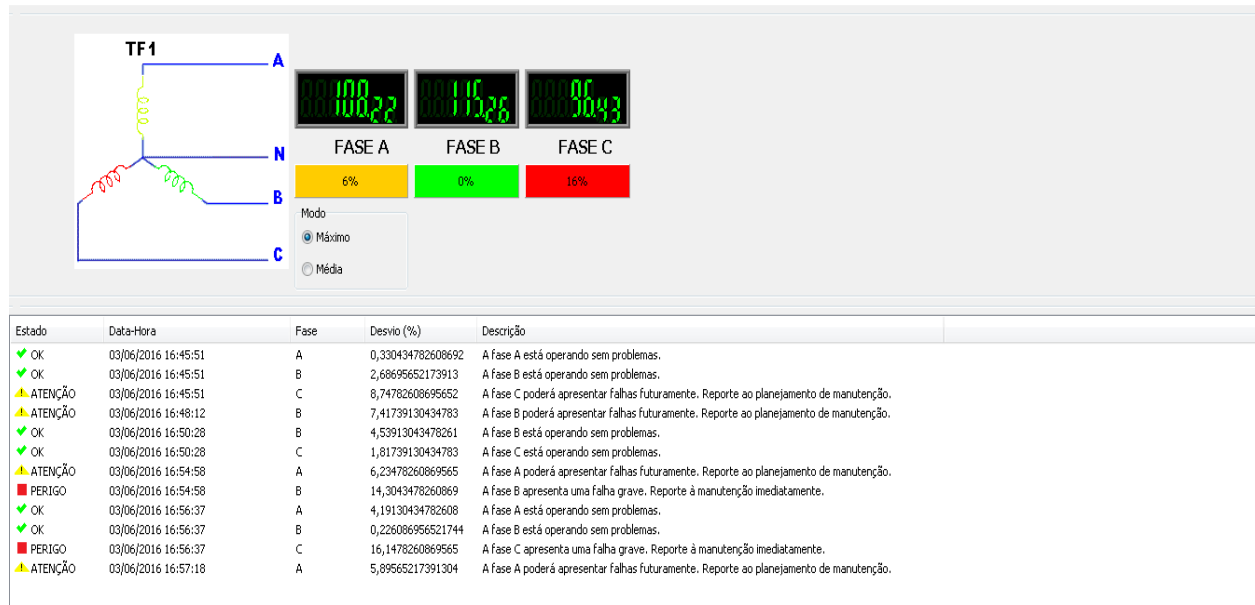 TF1
A
N
B
C
108,22 115,26 96,43
FASE A FASE B FASE C
6% 0% 16%
Modo
Máximo
Média
Estado Data-Hora Fase Desvio (%) Descrição
OK 03/06/2016 16:45:51 A 0,330434782608692 A fase A está operando sem problemas.
OK 03/06/2016 16:45:51 B 2,68695652173913 A fase B está operando sem problemas.
ATENÇÃO 03/06/2016 16:45:51 C 8,74782608695652 A fase C poderá apresentar falhas futuramente. Reporte ao planejamento de manutenção.
ATENÇÃO 03/06/2016 16:48:12 B 7,41739130434783 A fase B poderá apresentar falhas futuramente. Reporte ao planejamento de manutenção.
OK 03/06/2016 16:50:28 B 4,53913043478261 A fase B está operando sem problemas.
OK 03/06/2016 16:50:28 C 1,81739130434783 A fase C está operando sem problemas.
ATENÇÃO 03/06/2016 16:54:58 A 6,23478260869565 A fase A poderá apresentar falhas futuramente. Reporte ao planejamento de manutenção.
PERIGO 03/06/2016 16:54:58 B 14,3043478260869 A fase B apresenta uma falha grave. Reporte à manutenção imediatamente.
OK 03/06/2016 16:56:37 A 4,19130434782608 A fase A está operando sem problemas.
OK 03/06/2016 16:56:37 B 0,226086956521744 A fase B está operando sem problemas.
PERIGO 03/06/2016 16:56:37 C 16,1478260869565 A fase C apresenta uma falha grave. Reporte à manutenção imediatamente.
ATENÇÃO 03/06/2016 16:57:18 A 5,89565217391304 A fase A poderá apresentar falhas futuramente. Reporte ao planejamento de manutenção.